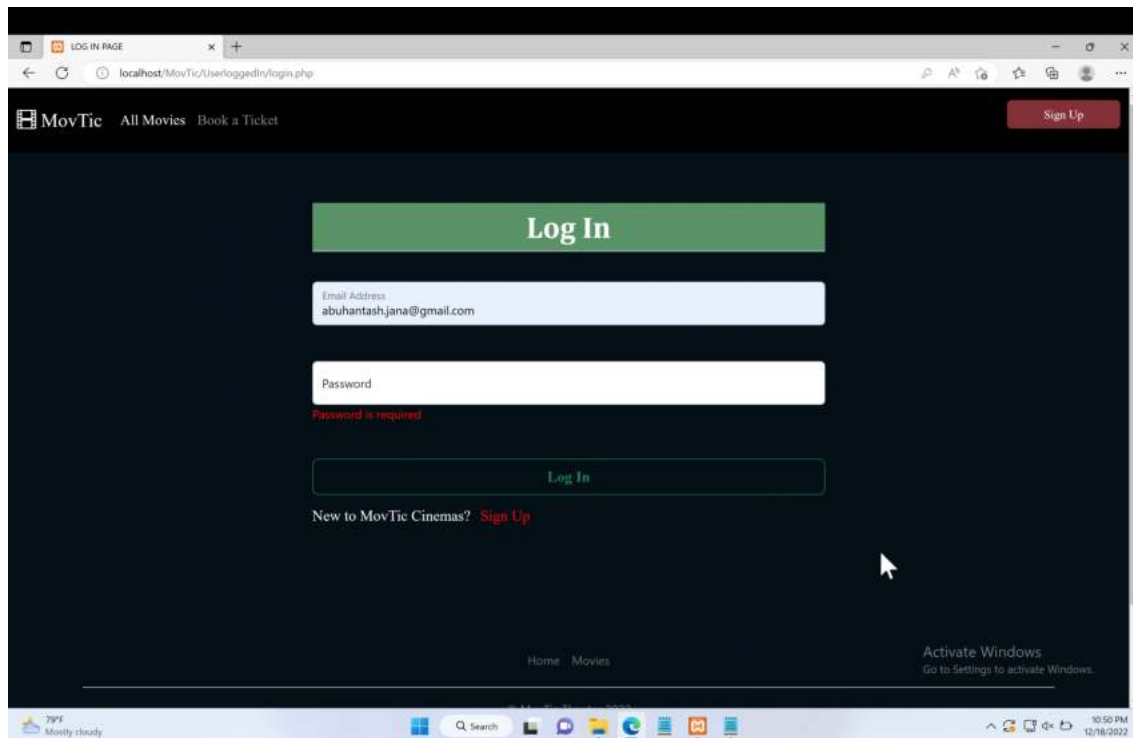 LOG IN PAGE
localhost/MovTic/UserloggedIn/login.php
MovTic All Movies Book a Ticket
Sign Up
Log In
Email Address
abuhantash.jana@gmail.com
Password
Password is required
Log In
New to MovTic Cinemas? Sign Up
Home Movies
Activate Windows
Go to Settings to activate Windows.
79°F
Mostly cloudy
Search
10:50 PM
12/18/2022